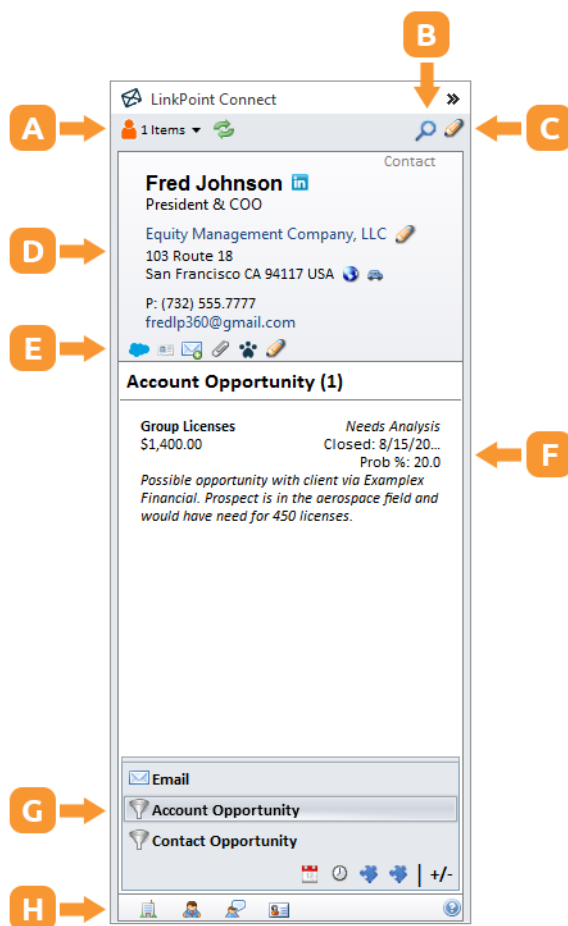 B
LinkPoint Connect
»
A
1 Items
C
Contact
Fred Johnson in
President & COO
D
Equity Management Company, LLC
103 Route 18
San Francisco CA 94117 USA
P: (732) 555.7777
fredlp360@gmail.com
E
Account Opportunity (1)
Group Licenses Needs Analysis
$1,400.00 Closed: 8/15/20...
F
Prob %: 20.0
Possible opportunity with client via Examplex
Financial. Prospect is in the aerospace field and
would have need for 450 licenses.
Email
G
Account Opportunity
Contact Opportunity
| +/-
H
?